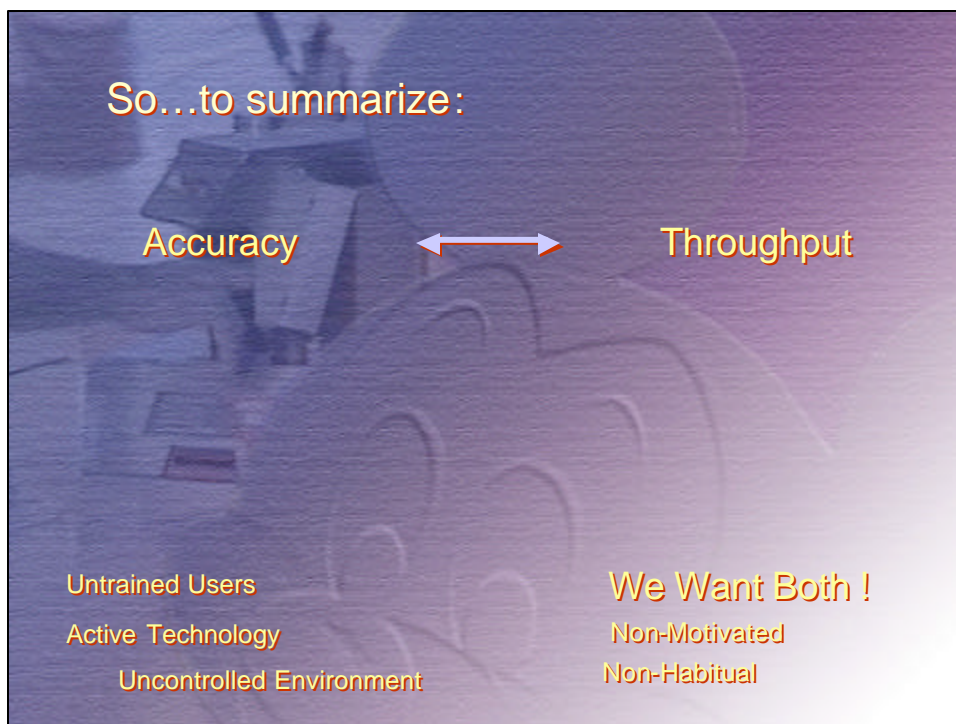 So…to summarize:
Accuracy
Throughput
Untrained Users
Active Technology
Uncontrolled Environment
We Want Both !
Non-Motivated
Non-Habitual